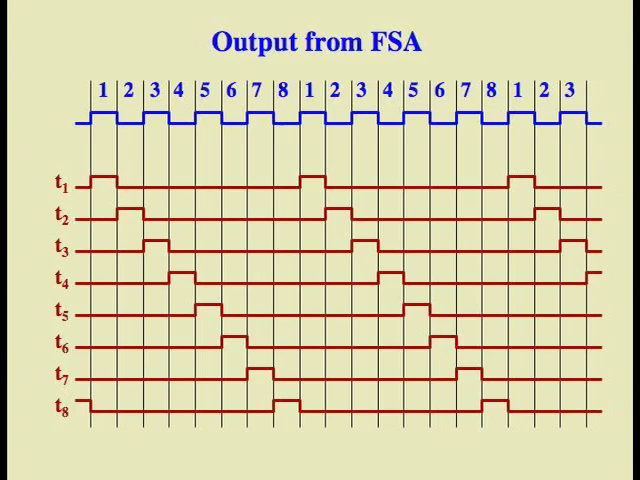 Output from FSA
1 2 3 4 5 6 7 8 1 2 3 4 5 6 7 8 1 2 3
t₁
t₂
t₃
t₄
t₅
t₆
t₇
t₈